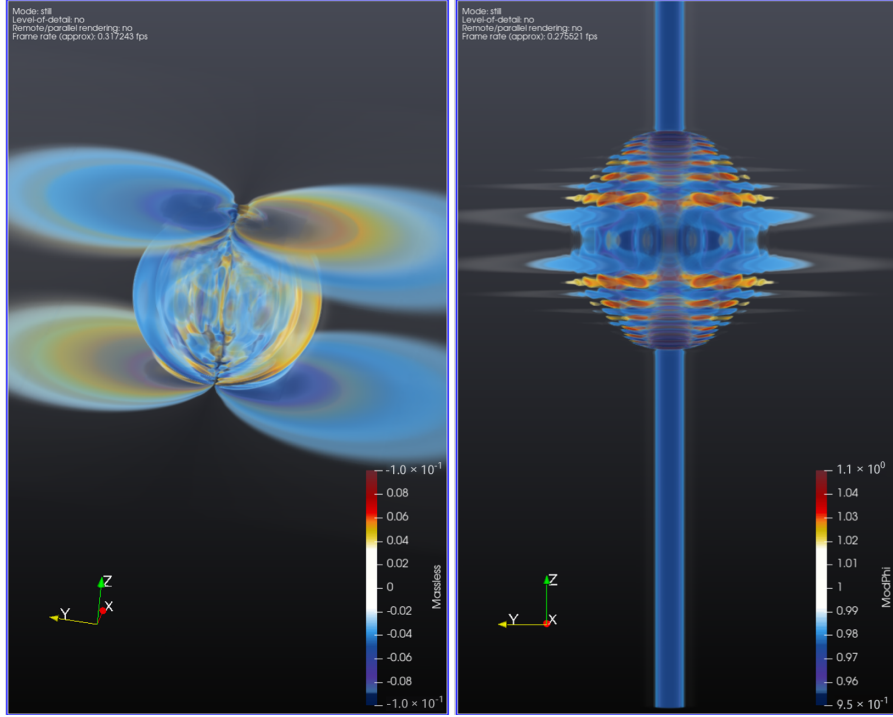 Mode: still
Level-of-detail: no
Remote/parallel rendering: no
Frame rate (approx): 0.317243 fps
-1.0 × 10⁻¹
0.08
0.06
0.04
0.02
0
-0.02
-0.04
-0.06
-0.08
-1.0 × 10⁻¹
Massless
Z
X
Y
Mode: still
Level-of-detail: no
Remote/parallel rendering: no
Frame rate (approx): 0.275521 fps
1.1 × 10⁰
1.04
1.03
1.02
1.01
1
0.99
0.98
0.97
0.96
9.5 × 10⁻¹
ModPhi
Z
Y
X